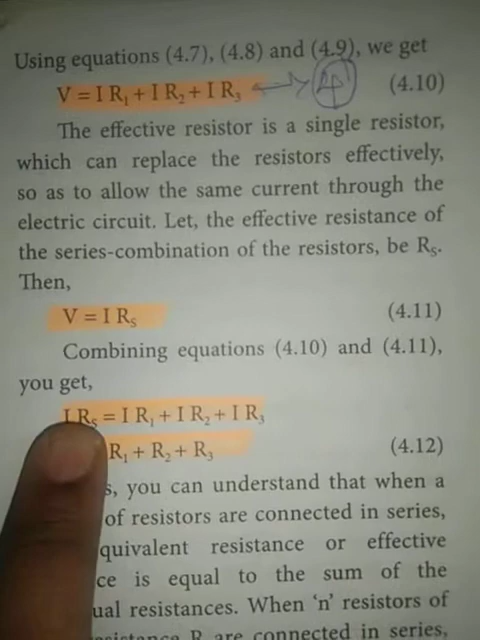 Using equations (4.7), (4.8) and (4.9), we get
V = I R₁ + I R₂ + I R₃ (4.10)
The effective resistor is a single resistor,
which can replace the resistors effectively,
so as to allow the same current through the
electric circuit. Let, the effective resistance of
the series-combination of the resistors, be Rₛ.
Then,
V = I Rₛ (4.11)
Combining equations (4.10) and (4.11),
you get,
I Rₛ = I R₁ + I R₂ + I R₃
R₁ + R₂ + R₃ (4.12)
s, you can understand that when a
of resistors are connected in series,
quivalent resistance or effective
ce is equal to the sum of the
ual resistances. When ‘n’ resistors of
R are connected in series,